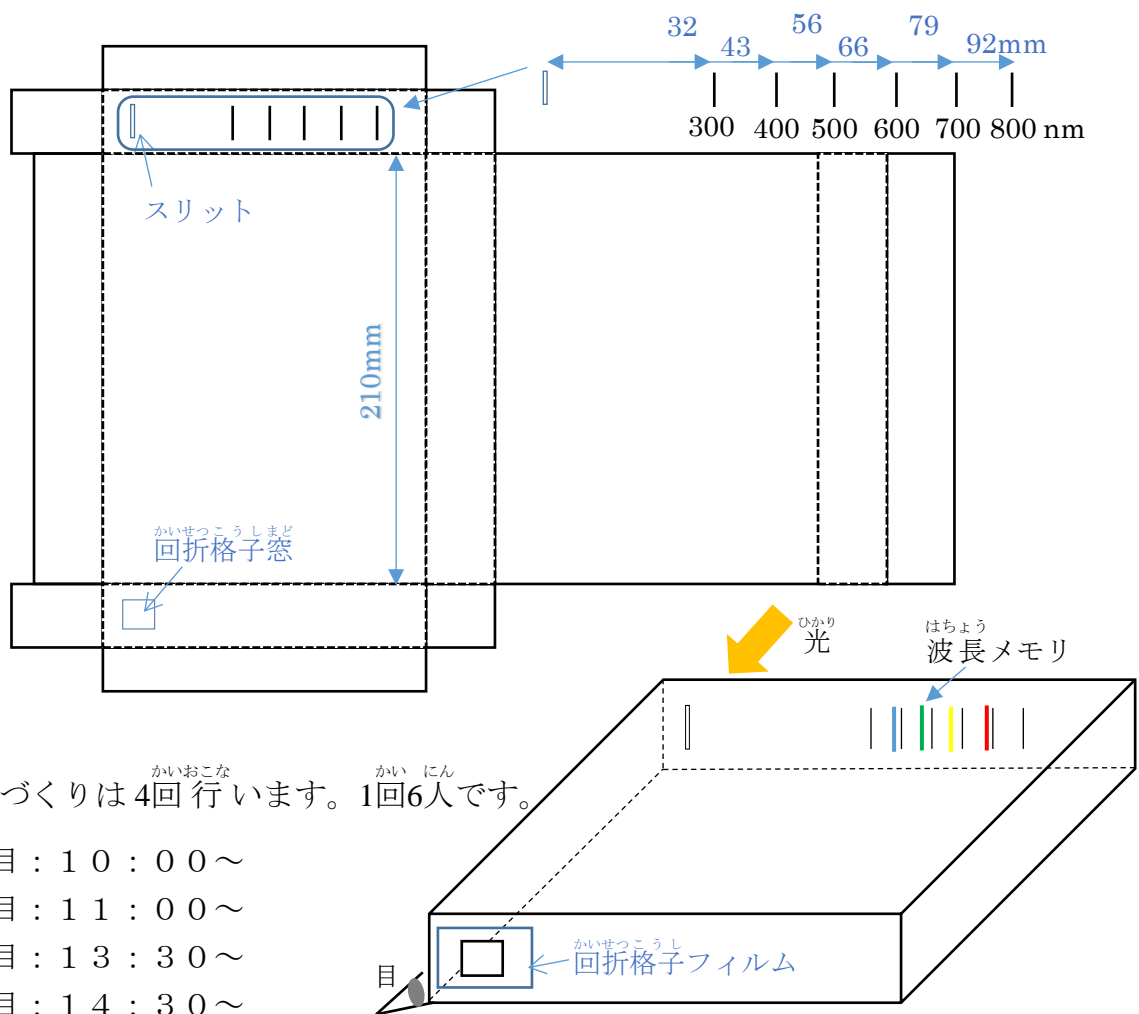 32 43 56 66 79 92mm
300 400 500 600 700 800 nm
スリット
210mm
かいせつこうしまど
回折格子窓
ひかり
光
はちょう
波長メモリ
かいおこな かい にん
づくりは4回行います。1回6人です。
目：１０：００～
目：１１：００～
目：１３：３０～
目：１４：３０～
かいせつこうし
回折格子フィルム
目